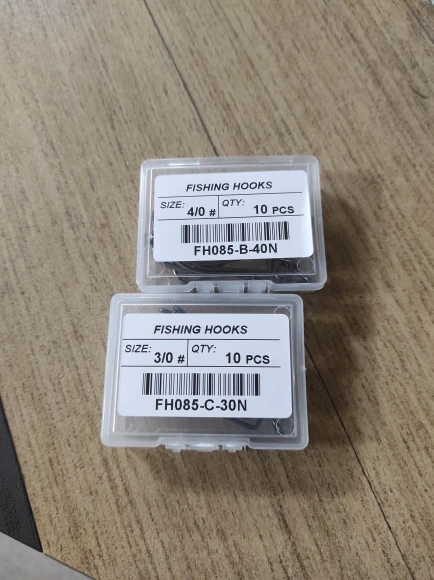 FISHING HOOKS
SIZE: 4/0 # QTY: 10 PCS
FH085-B-40N
FISHING HOOKS
SIZE: 3/0 # QTY: 10 PCS
FH085-C-30N